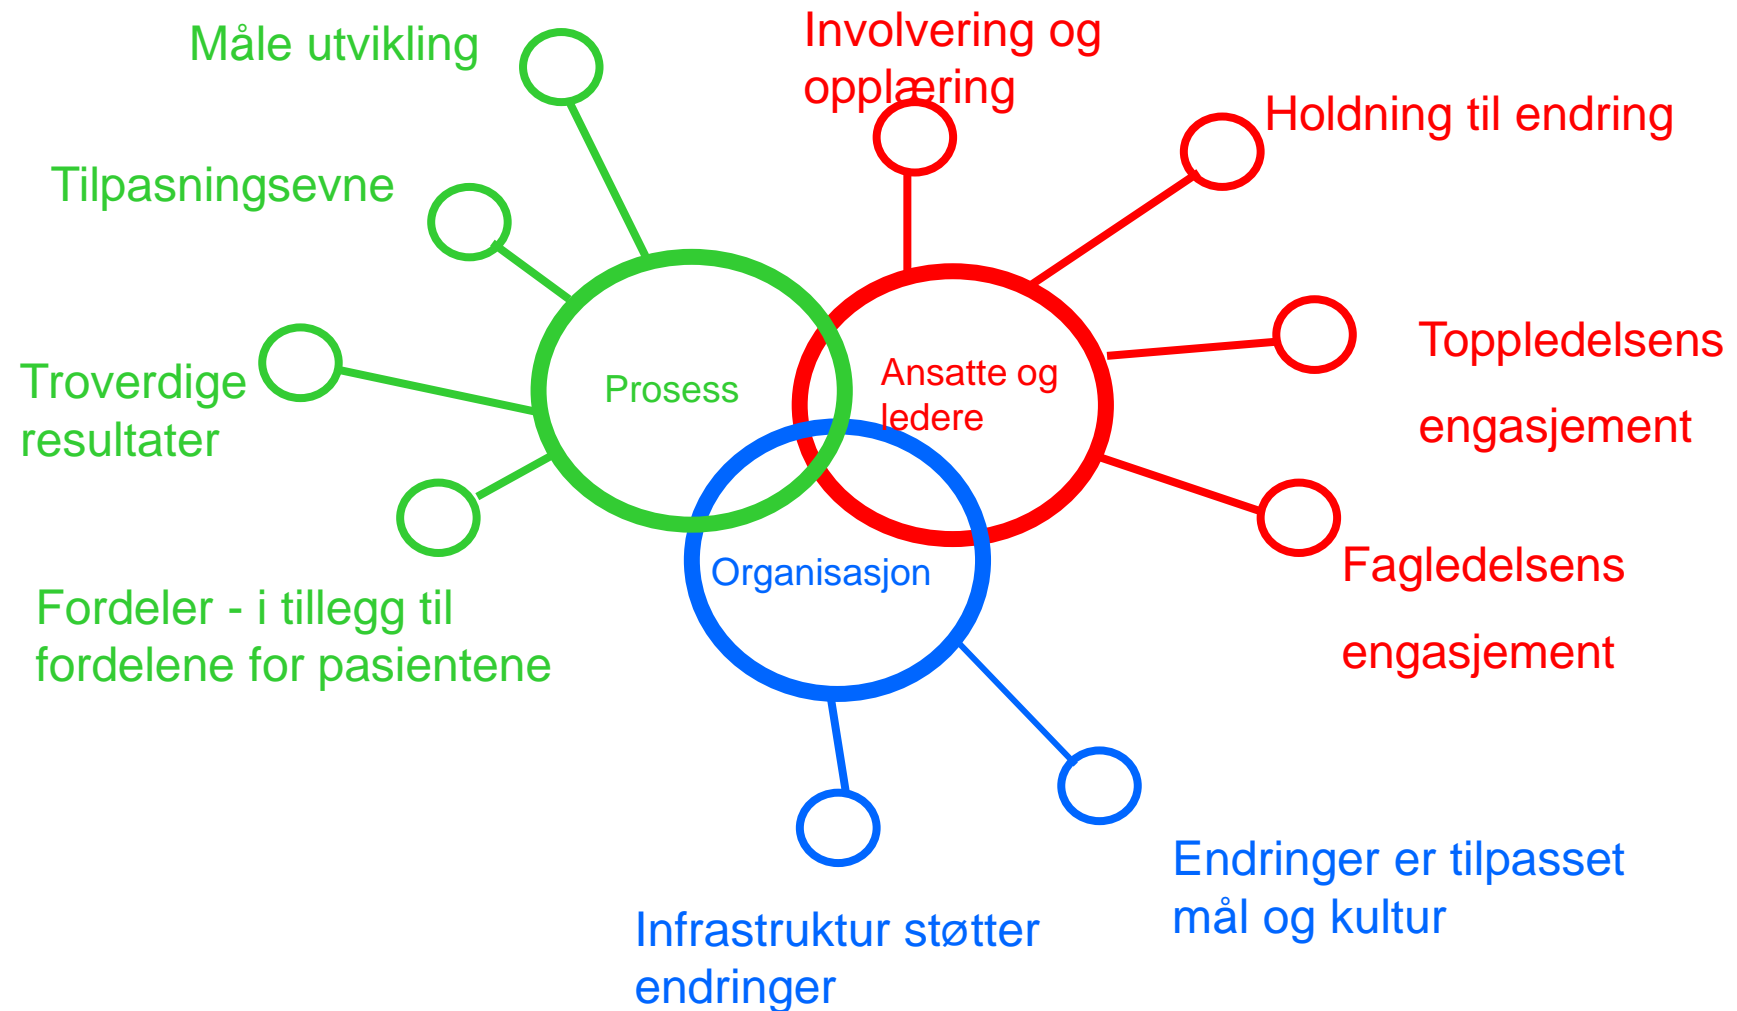 Måle utvikling
Involvering og
opplæring
Holdning til endring
Tilpasningsevne
Troverdige
resultater
Prosess
Ansatte og
ledere
Toppledelsens
engasjement
Organisasjon
Fagledelsens
engasjement
Fordeler - i tillegg til
fordelene for pasientene
Endringer er tilpasset
mål og kultur
Infrastruktur støtter
endringer